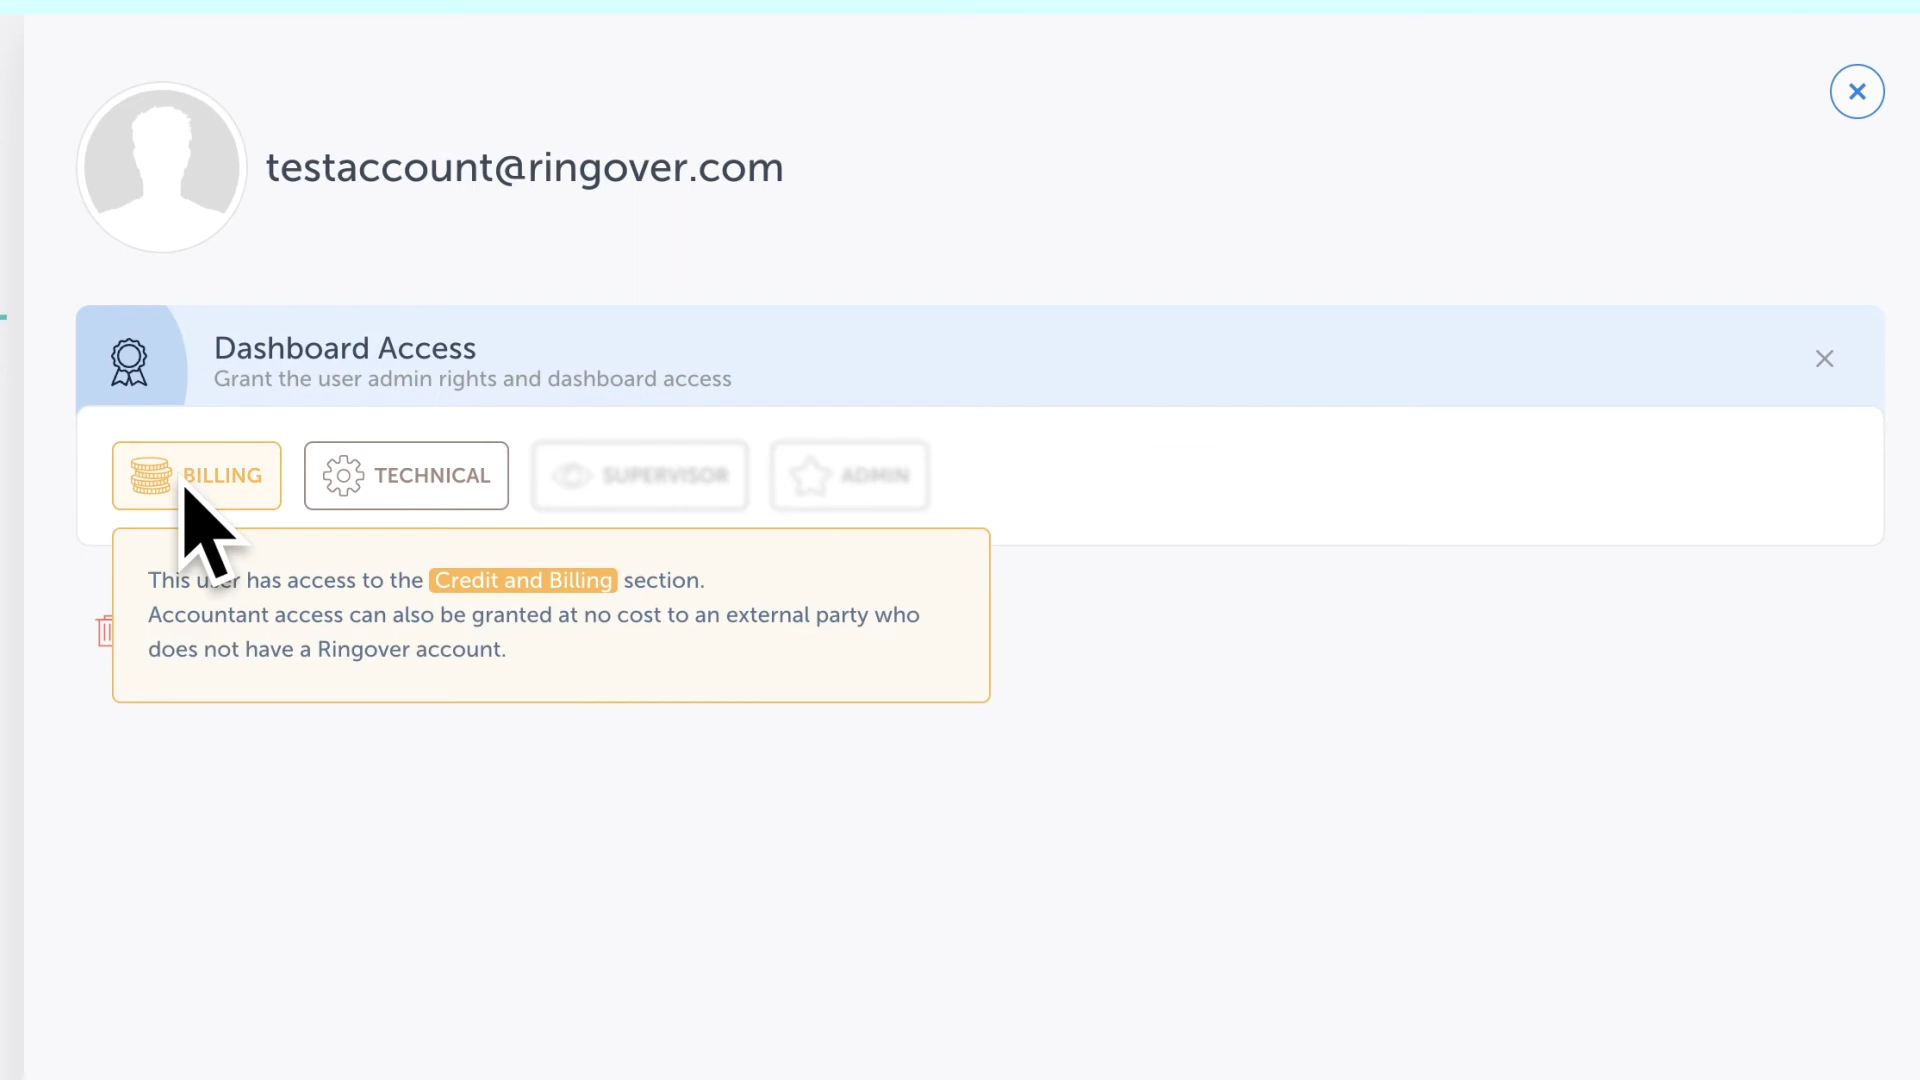 testaccount@ringover.com
Dashboard Access
Grant the user admin rights and dashboard access
BILLING
TECHNICAL
SUPERVISOR
ADMIN
This user has access to the Credit and Billing section.
Accountant access can also be granted at no cost to an external party who
does not have a Ringover account.